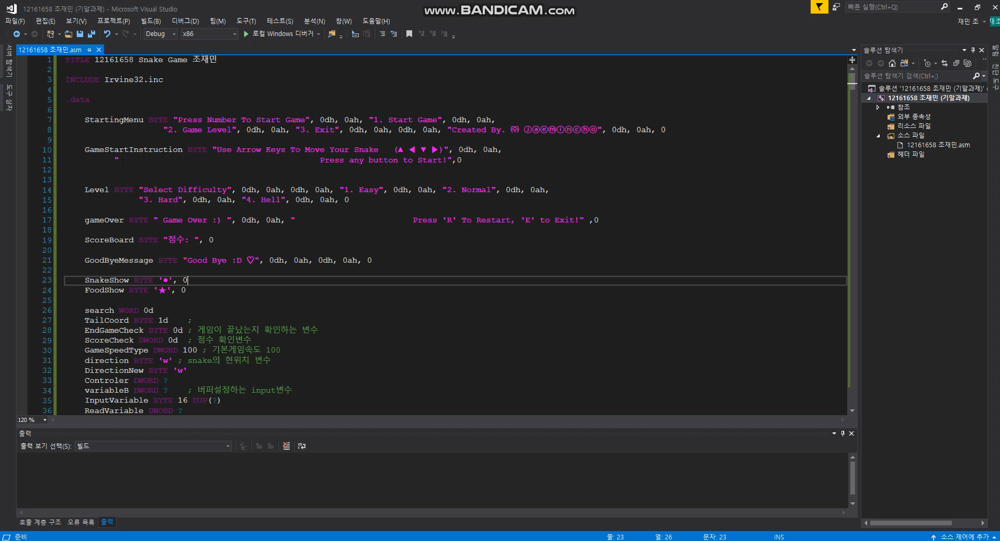 12161658 조재민 (기말과제) - Microsoft Visual Studio
www.BANDICAM.com
빠른 실행(Ctrl+Q)
파일(F) 편집(E) 보기(V) 프로젝트(P) 빌드(B) 디버그(D) 팀(M) 도구(T) 테스트(S) 분석(N) 창(W) 도움말(H)
재민 조
재조
Debug x86 로컬 Windows 디버거
서버 탐색기
도구 상자
12161658 조재민.asm
1 TITLE 12161658 Snake Game 조재민
2
3 INCLUDE Irvine32.inc
4
5 .data
6
7 StartingMenu BYTE "Press Number To Start Game", 0dh, 0ah, "1. Start Game", 0dh, 0ah,
8 "2. Game Level", 0dh, 0ah, "3. Exit", 0dh, 0ah, 0dh, 0ah, "Created By. ㈜ ⓙⓐⓔⓜⓘⓝⓒⓗⓞ", 0dh, 0ah, 0
9
10 GameStartInstruction BYTE "Use Arrow Keys To Move Your Snake (▲ ◀ ▼ ▶)", 0dh, 0ah,
11 " Press any button to Start!",0
12
13
14 Level BYTE "Select Difficulty", 0dh, 0ah, 0dh, 0ah, "1. Easy", 0dh, 0ah, "2. Normal", 0dh, 0ah,
15 "3. Hard", 0dh, 0ah, "4. Hell", 0dh, 0ah, 0
16
17 gameOver BYTE " Game Over :) ", 0dh, 0ah, " Press 'R' To Restart, 'E' to Exit!" ,0
18
19 ScoreBoard BYTE "점수: ", 0
20
21 GoodByeMessage BYTE "Good Bye :D ♡", 0dh, 0ah, 0dh, 0ah, 0
22
23 SnakeShow BYTE '●', 0
24 FoodShow BYTE '★', 0
25
26 search WORD 0d
27 TailCoord BYTE 1d ;
28 EndGameCheck BYTE 0d ; 게임이 끝났는지 확인하는 변수
29 ScoreCheck DWORD 0d ; 점수 확인변수
30 GameSpeedType DWORD 100 ; 기본게임속도 100
31 direction BYTE 'w' ; snake의 현위치 변수
32 DirectionNew BYTE 'w'
33 Controler DWORD ?
34 variableB DWORD ? ; 버퍼설정하는 input변수
35 InputVariable BYTE 16 DUP(?)
36 ReadVariable DWORD ?
120 %
출력
출력 보기 선택(S): 빌드
호출 계층 구조 오류 목록 출력
준비 줄: 23 열: 26 문자: 23 INS 소스 제어에 추가
솔루션 탐색기
솔루션 탐색기 검색(Ctrl+;)
솔루션 '12161658 조재민 (기말과제)' (
12161658 조재민 (기말과제)
참조
외부 종속성
리소스 파일
소스 파일
12161658 조재민.asm
헤더 파일
알림
진단 도구